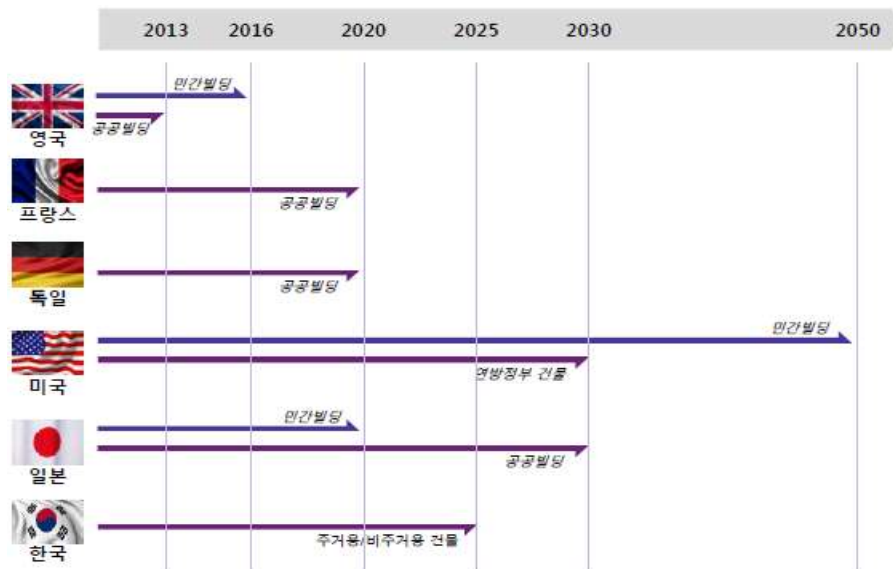 2013 2016 2020 2025 2030 2050
민간빌딩
공공빌딩
영국
공공빌딩
프랑스
공공빌딩
독일
민간빌딩
연방정부 건물
미국
민간빌딩
공공빌딩
일본
주거용/비주거용 건물
한국